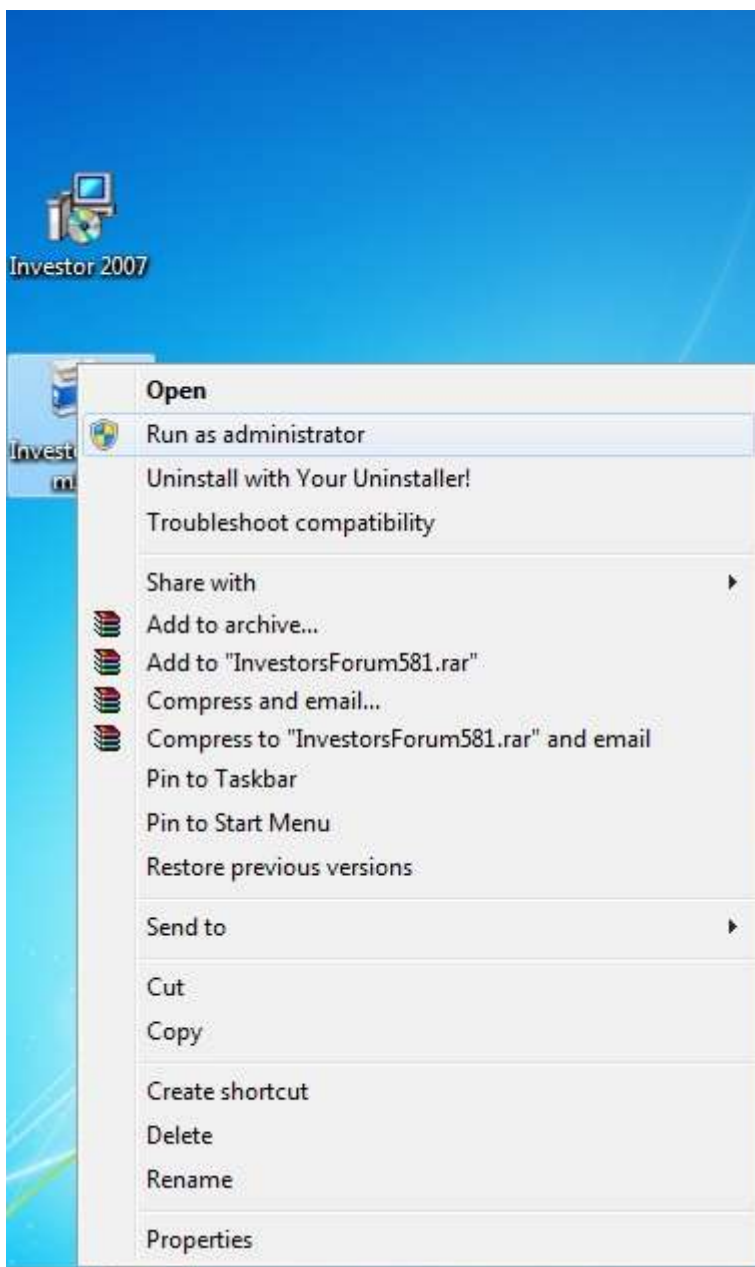 Investor 2007
Open
Run as administrator
Uninstall with Your Uninstaller!
Troubleshoot compatibility
Share with
Add to archive...
Add to "InvestorsForum581.rar"
Compress and email...
Compress to "InvestorsForum581.rar" and email
Pin to Taskbar
Pin to Start Menu
Restore previous versions
Send to
Cut
Copy
Create shortcut
Delete
Rename
Properties